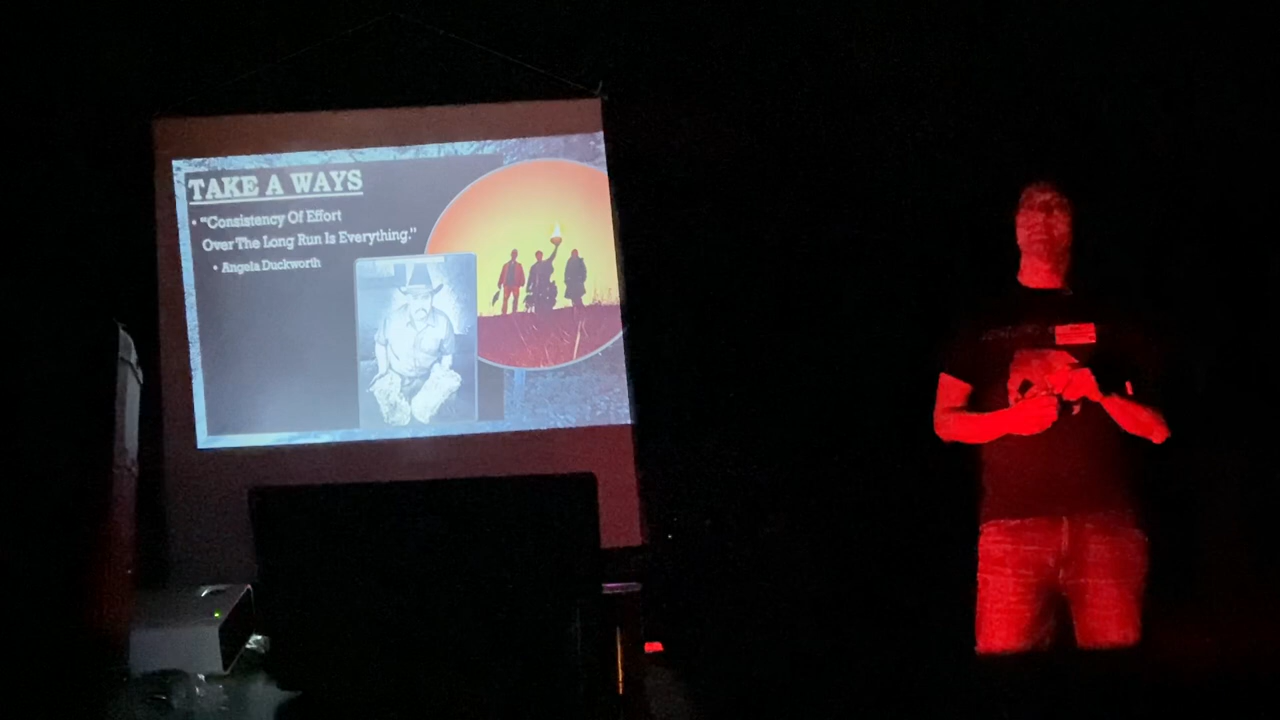 TAKE A WAYS
• “Consistency Of Effort
Over The Long Run Is Everything.”
• Angela Duckworth